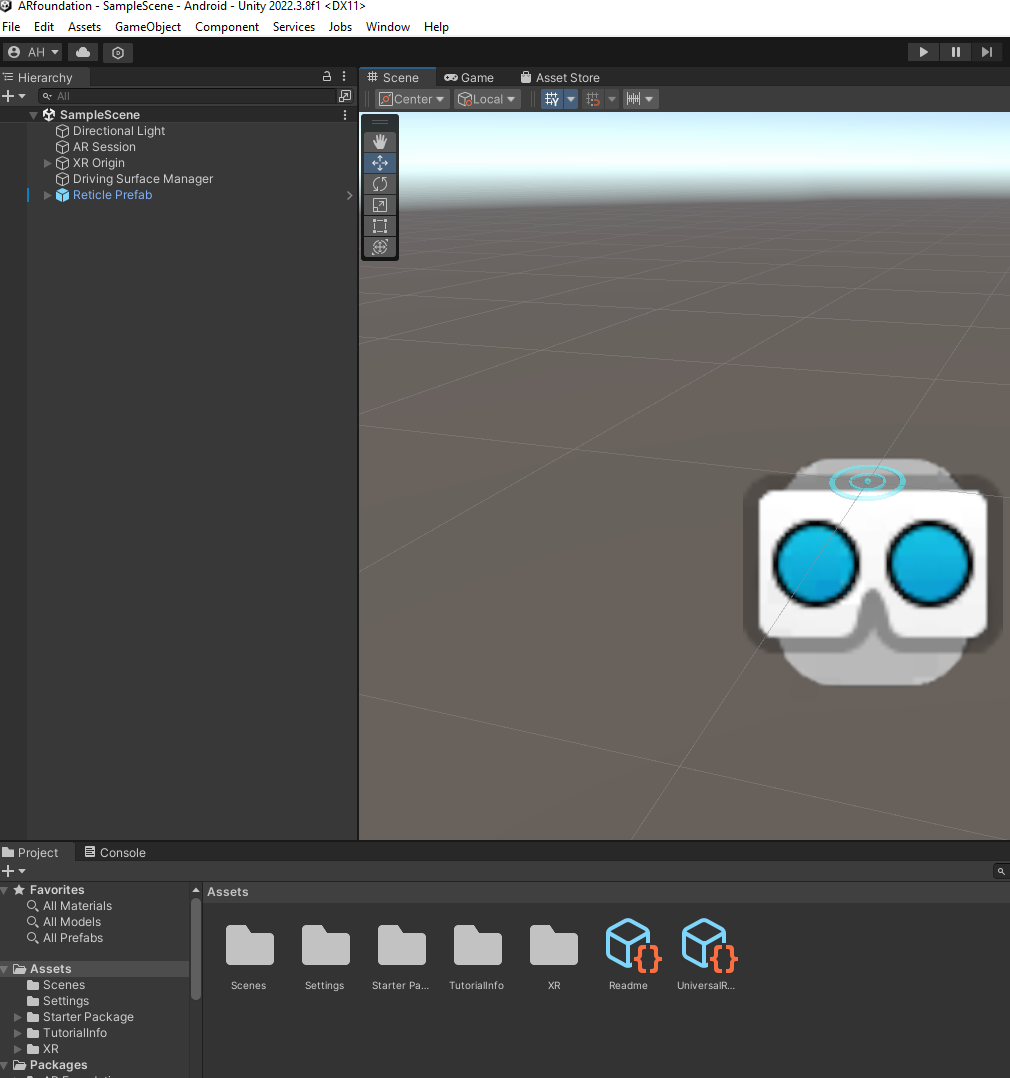 ARfoundation - SampleScene - Android - Unity 2022.3.8f1 <DX11>
File Edit Assets GameObject Component Services Jobs Window Help
AH
Hierarchy
All
SampleScene
Directional Light
AR Session
XR Origin
Driving Surface Manager
Reticle Prefab
Scene Game Asset Store
Center Local
Project Console
Favorites
All Materials
All Models
All Prefabs
Assets
Scenes
Settings
Starter Package
TutorialInfo
XR
Packages
Assets
Scenes Settings Starter Pa... TutorialInfo XR Readme UniversalR...